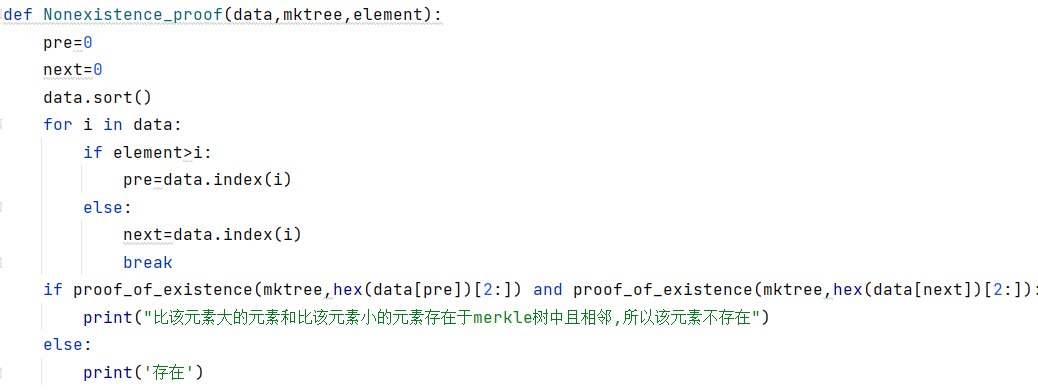 def Nonexistence_proof(data,mktree,element):
    pre=0
    next=0
    data.sort()
    for i in data:
        if element>i:
            pre=data.index(i)
        else:
            next=data.index(i)
            break
    if proof_of_existence(mktree,hex(data[pre])[2:]) and proof_of_existence(mktree,hex(data[next])[2:]):
        print("比该元素大的元素和比该元素小的元素存在于merkle树中且相邻,所以该元素不存在")
    else:
        print('存在')